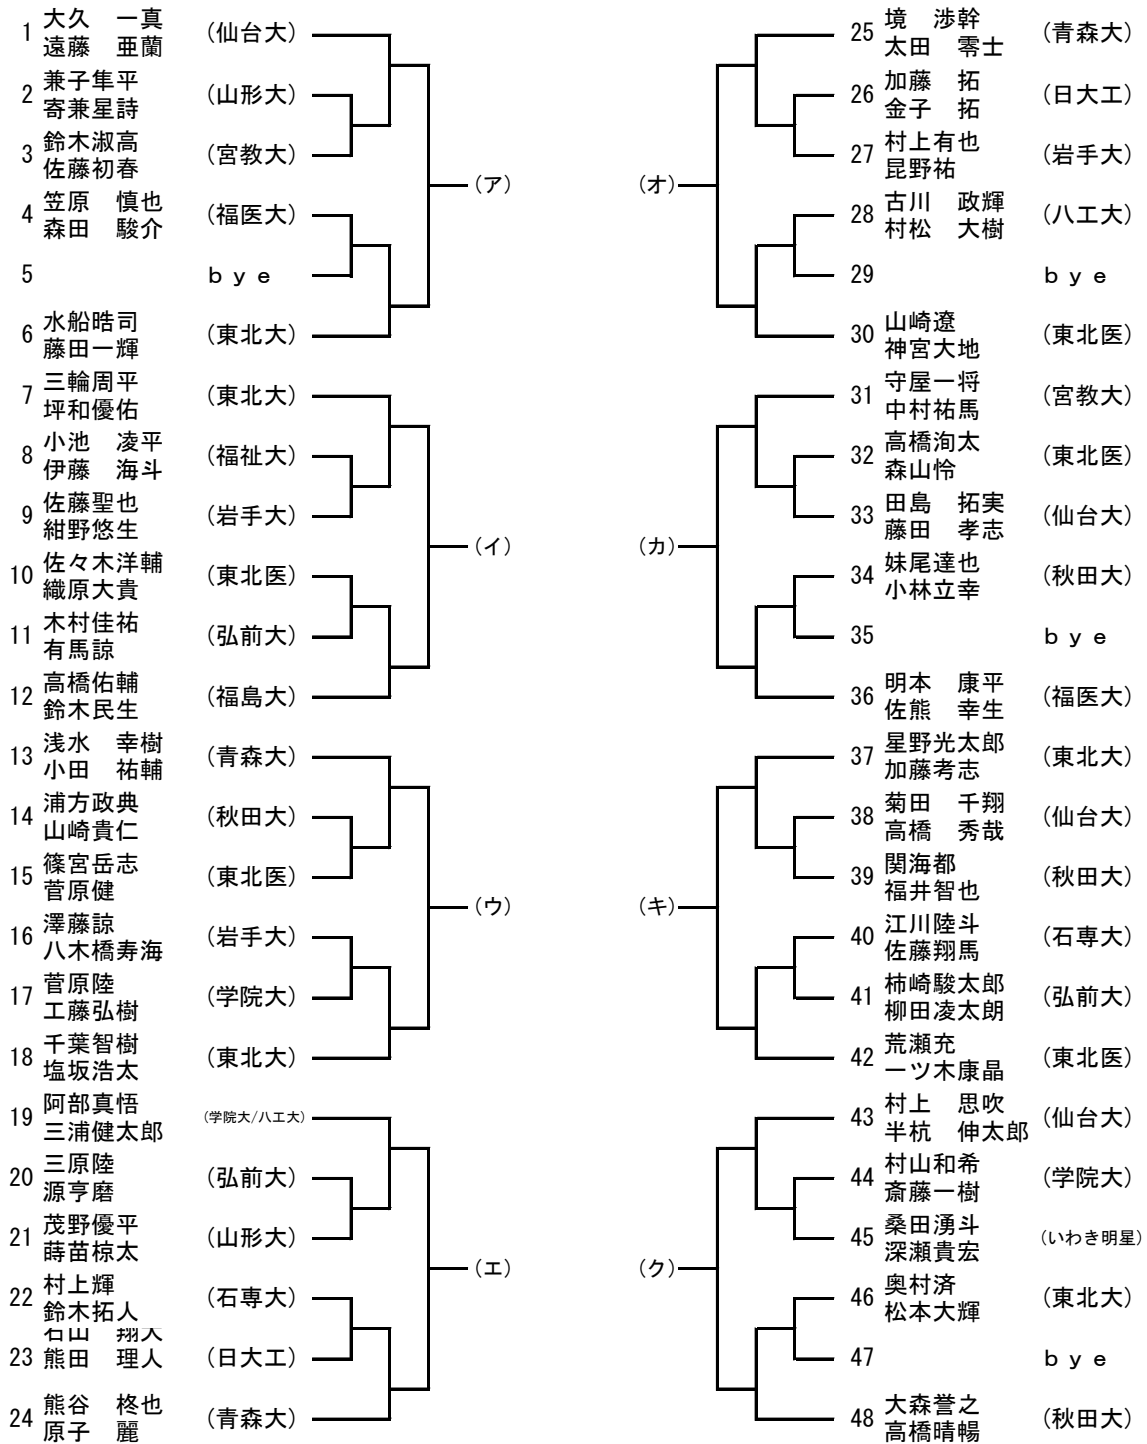 1 大久　一真 (仙台大)
遠藤　亜蘭
2 兼子隼平 (山形大)
寄兼星詩
3 鈴木淑高 (宮教大)
佐藤初春
4 笠原　慎也 (福医大)
森田　駿介
5 ｂｙｅ
6 水船晧司 (東北大)
藤田一輝
(ア)
7 三輪周平 (東北大)
坪和優佑
8 小池　凌平 (福祉大)
伊藤　海斗
9 佐藤聖也 (岩手大)
紺野悠生
10 佐々木洋輔 (東北医)
織原大貴
11 木村佳祐 (弘前大)
有馬諒
12 高橋佑輔 (福島大)
鈴木民生
(イ)
13 浅水　幸樹 (青森大)
小田　祐輔
14 浦方政典 (秋田大)
山崎貴仁
15 篠宮岳志 (東北医)
菅原健
16 澤藤諒 (岩手大)
八木橋寿海
17 菅原陸 (学院大)
工藤弘樹
18 千葉智樹 (東北大)
塩坂浩太
(ウ)
19 阿部真悟 (学院大/八工大)
三浦健太郎
20 三原陸 (弘前大)
源亨磨
21 茂野優平 (山形大)
蒔苗椋太
22 村上輝 (石専大)
鈴木拓人
23 熊田　理人 (日大工)
24 熊谷　柊也 (青森大)
原子　麗
(エ)
25 境　渉幹 (青森大)
太田　零士
26 加藤　拓 (日大工)
金子　拓
27 村上有也 (岩手大)
昆野祐
28 古川　政輝 (八工大)
村松　大樹
29 ｂｙｅ
30 山崎遼 (東北医)
神宮大地
(オ)
31 守屋一将 (宮教大)
中村祐馬
32 高橋洵太 (東北医)
森山怜
33 田島　拓実 (仙台大)
藤田　孝志
34 妹尾達也 (秋田大)
小林立幸
35 ｂｙｅ
36 明本　康平 (福医大)
佐熊　幸生
(カ)
37 星野光太郎 (東北大)
加藤考志
38 菊田　千翔 (仙台大)
高橋　秀哉
39 関海都 (秋田大)
福井智也
40 江川陸斗 (石専大)
佐藤翔馬
41 柿崎駿太郎 (弘前大)
柳田凌太朗
42 荒瀬充 (東北医)
一ツ木康晶
(キ)
43 村上　思吹 (仙台大)
半杭　伸太郎
44 村山和希 (学院大)
斎藤一樹
45 桑田湧斗 (いわき明星)
深瀬貴宏
46 奥村済 (東北大)
松本大輝
47 ｂｙｅ
48 大森誉之 (秋田大)
高橋晴暢
(ク)